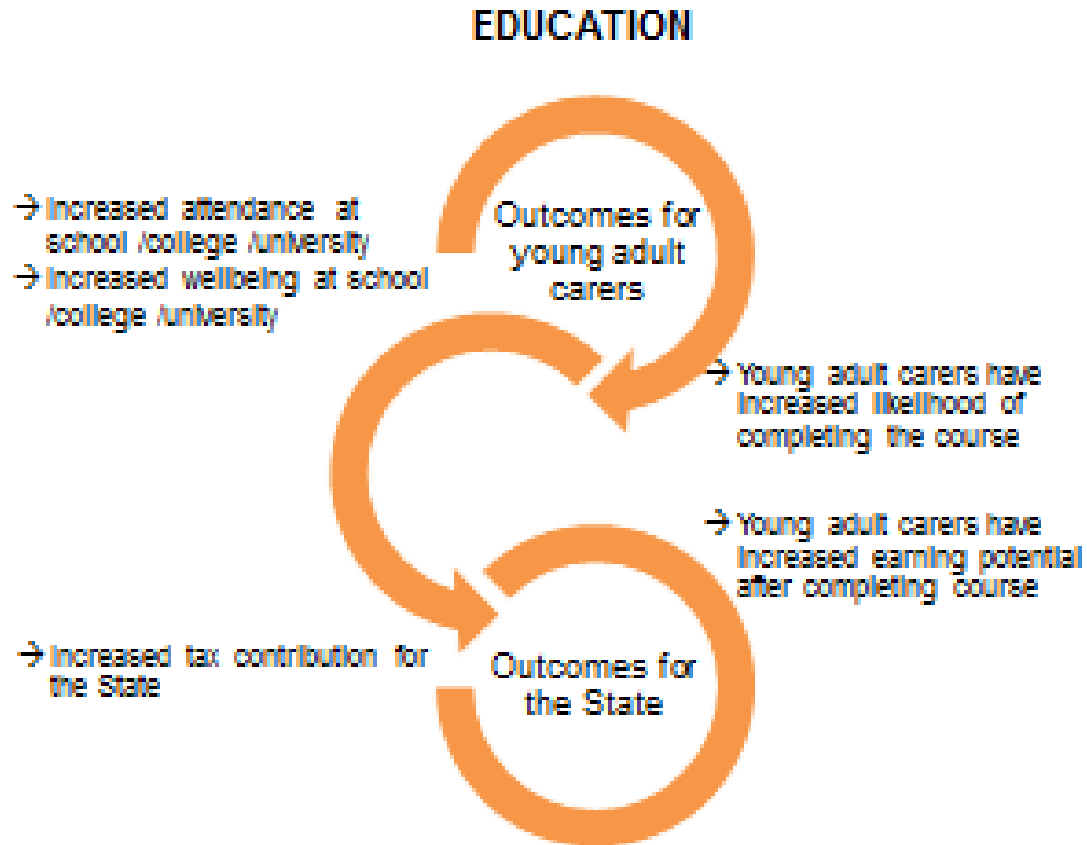 EDUCATION
→ Increased attendance at
school /college /university
→ Increased wellbeing at school
/college /university
Outcomes for
young adult
carers
→ Young adult carers have
increased likelihood of
completing the course
→ Young adult carers have
increased earning potential
after completing course
→ Increased tax contribution for
the State
Outcomes for
the State